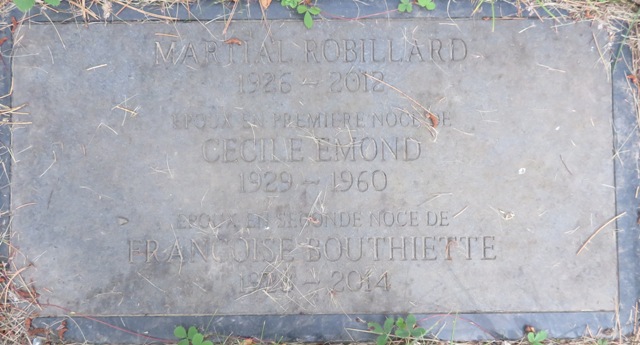 MARTIAL ROBILLARD
1926 - 2012
EPOUX EN PREMIERE NOCE DE
CECILE EMOND
1929 - 1960
EPOUX EN SECONDE NOCE DE
FRANCOISE BOUTHIETTE
- 2014